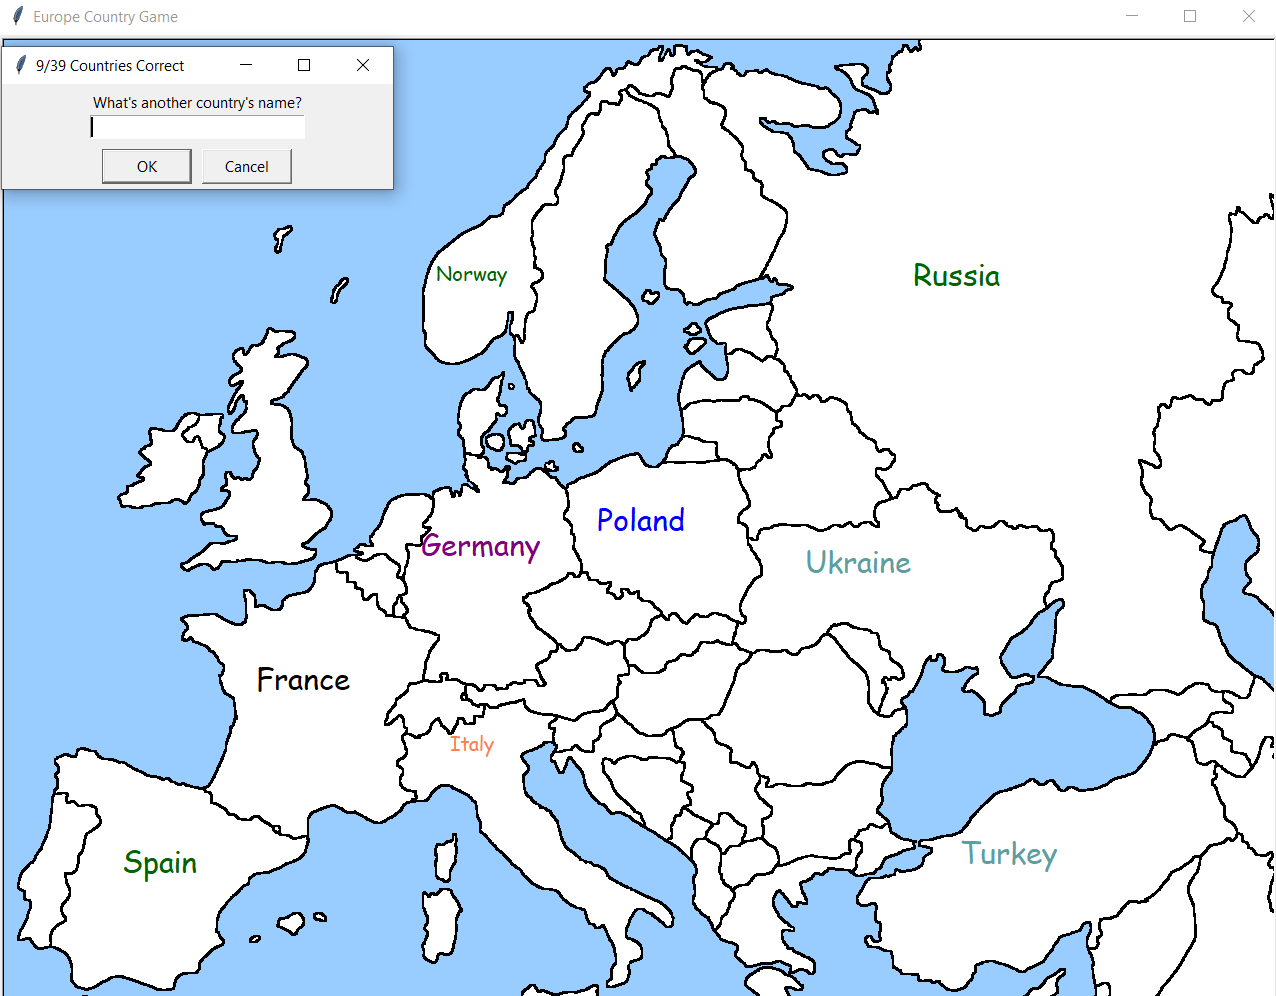 Europe Country Game
9/39 Countries Correct
What's another country's name?
OK
Cancel
Norway
Russia
Poland
Germany
Ukraine
France
Italy
Spain
Turkey